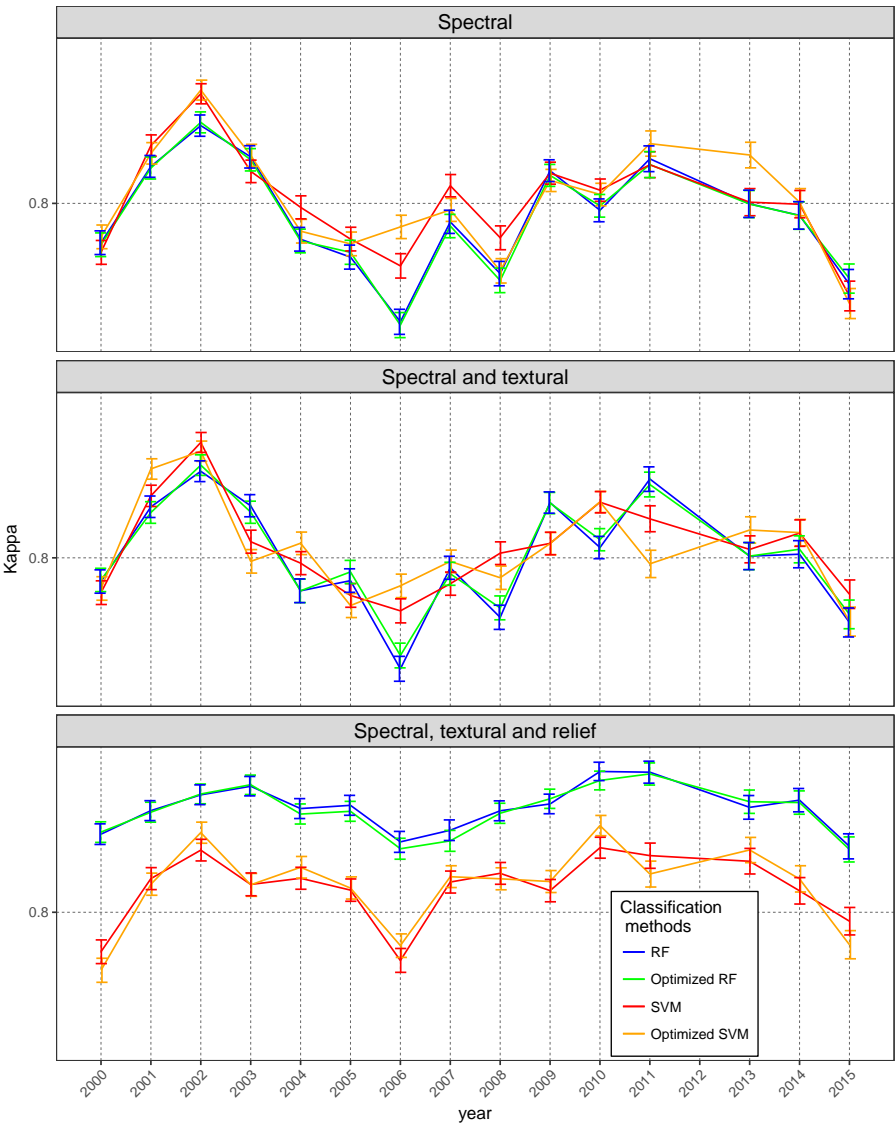 Spectral
0.8
Spectral and textural
0.8
Kappa
Spectral, textural and relief
0.8
Classification
methods
RF
Optimized RF
SVM
Optimized SVM
2000 2001 2002 2003 2004 2005 2006 2007 2008 2009 2010 2011 2012 2013 2014 2015
year